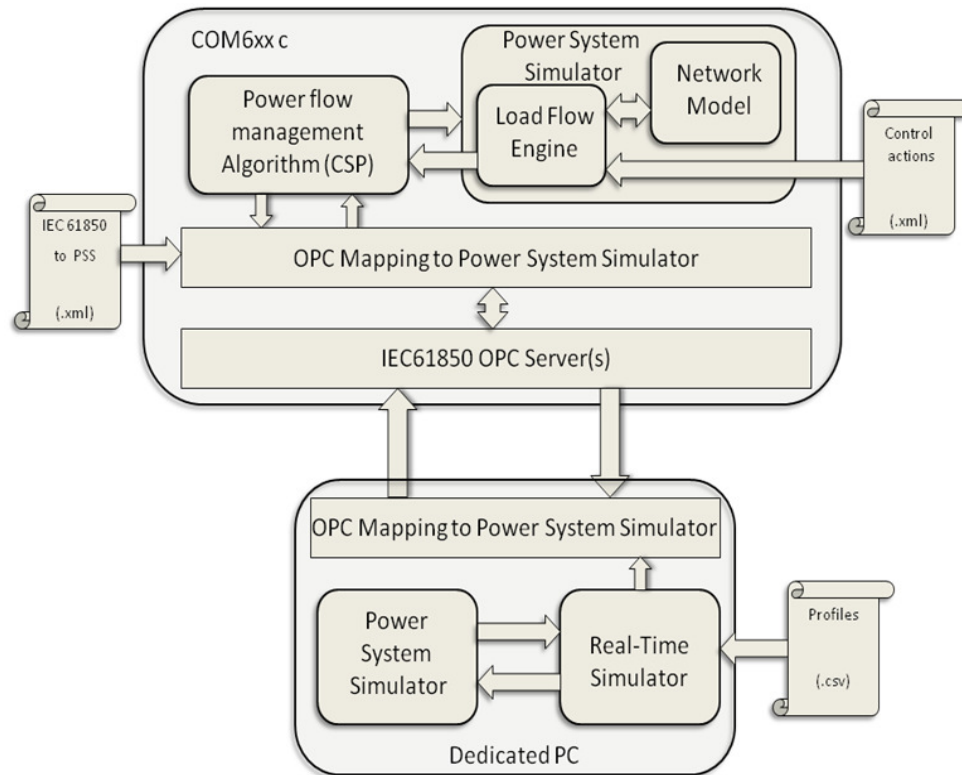 COM6xx c
Power System
Simulator
Network
Model
Power flow
management
Algorithm (CSP)
Load Flow
Engine
Control
actions
(.xml)
IEC 61850
to PSS
(.xml)
OPC Mapping to Power System Simulator
IEC61850 OPC Server(s)
OPC Mapping to Power System Simulator
Power
System
Simulator
Real-Time
Simulator
Profiles
(.csv)
Dedicated PC